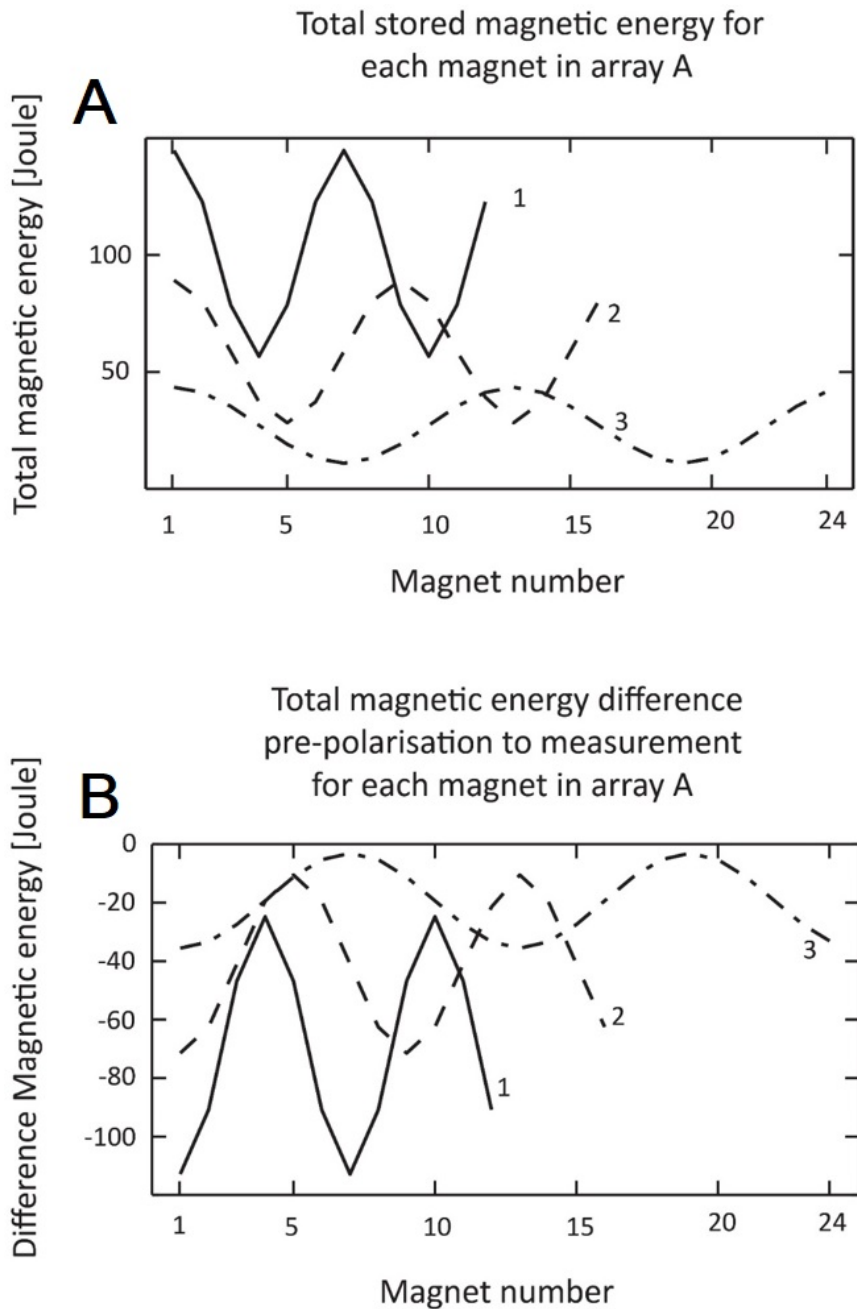 Total stored magnetic energy for
each magnet in array A
A
Total magnetic energy [Joule]
100
50
1
2
3
1 5 10 15 20 24
Magnet number
Total magnetic energy difference
pre-polarisation to measurement
for each magnet in array A
B
Difference Magnetic energy [Joule]
0
-20
-40
-60
-80
-100
3
2
1
1 5 10 15 20 24
Magnet number